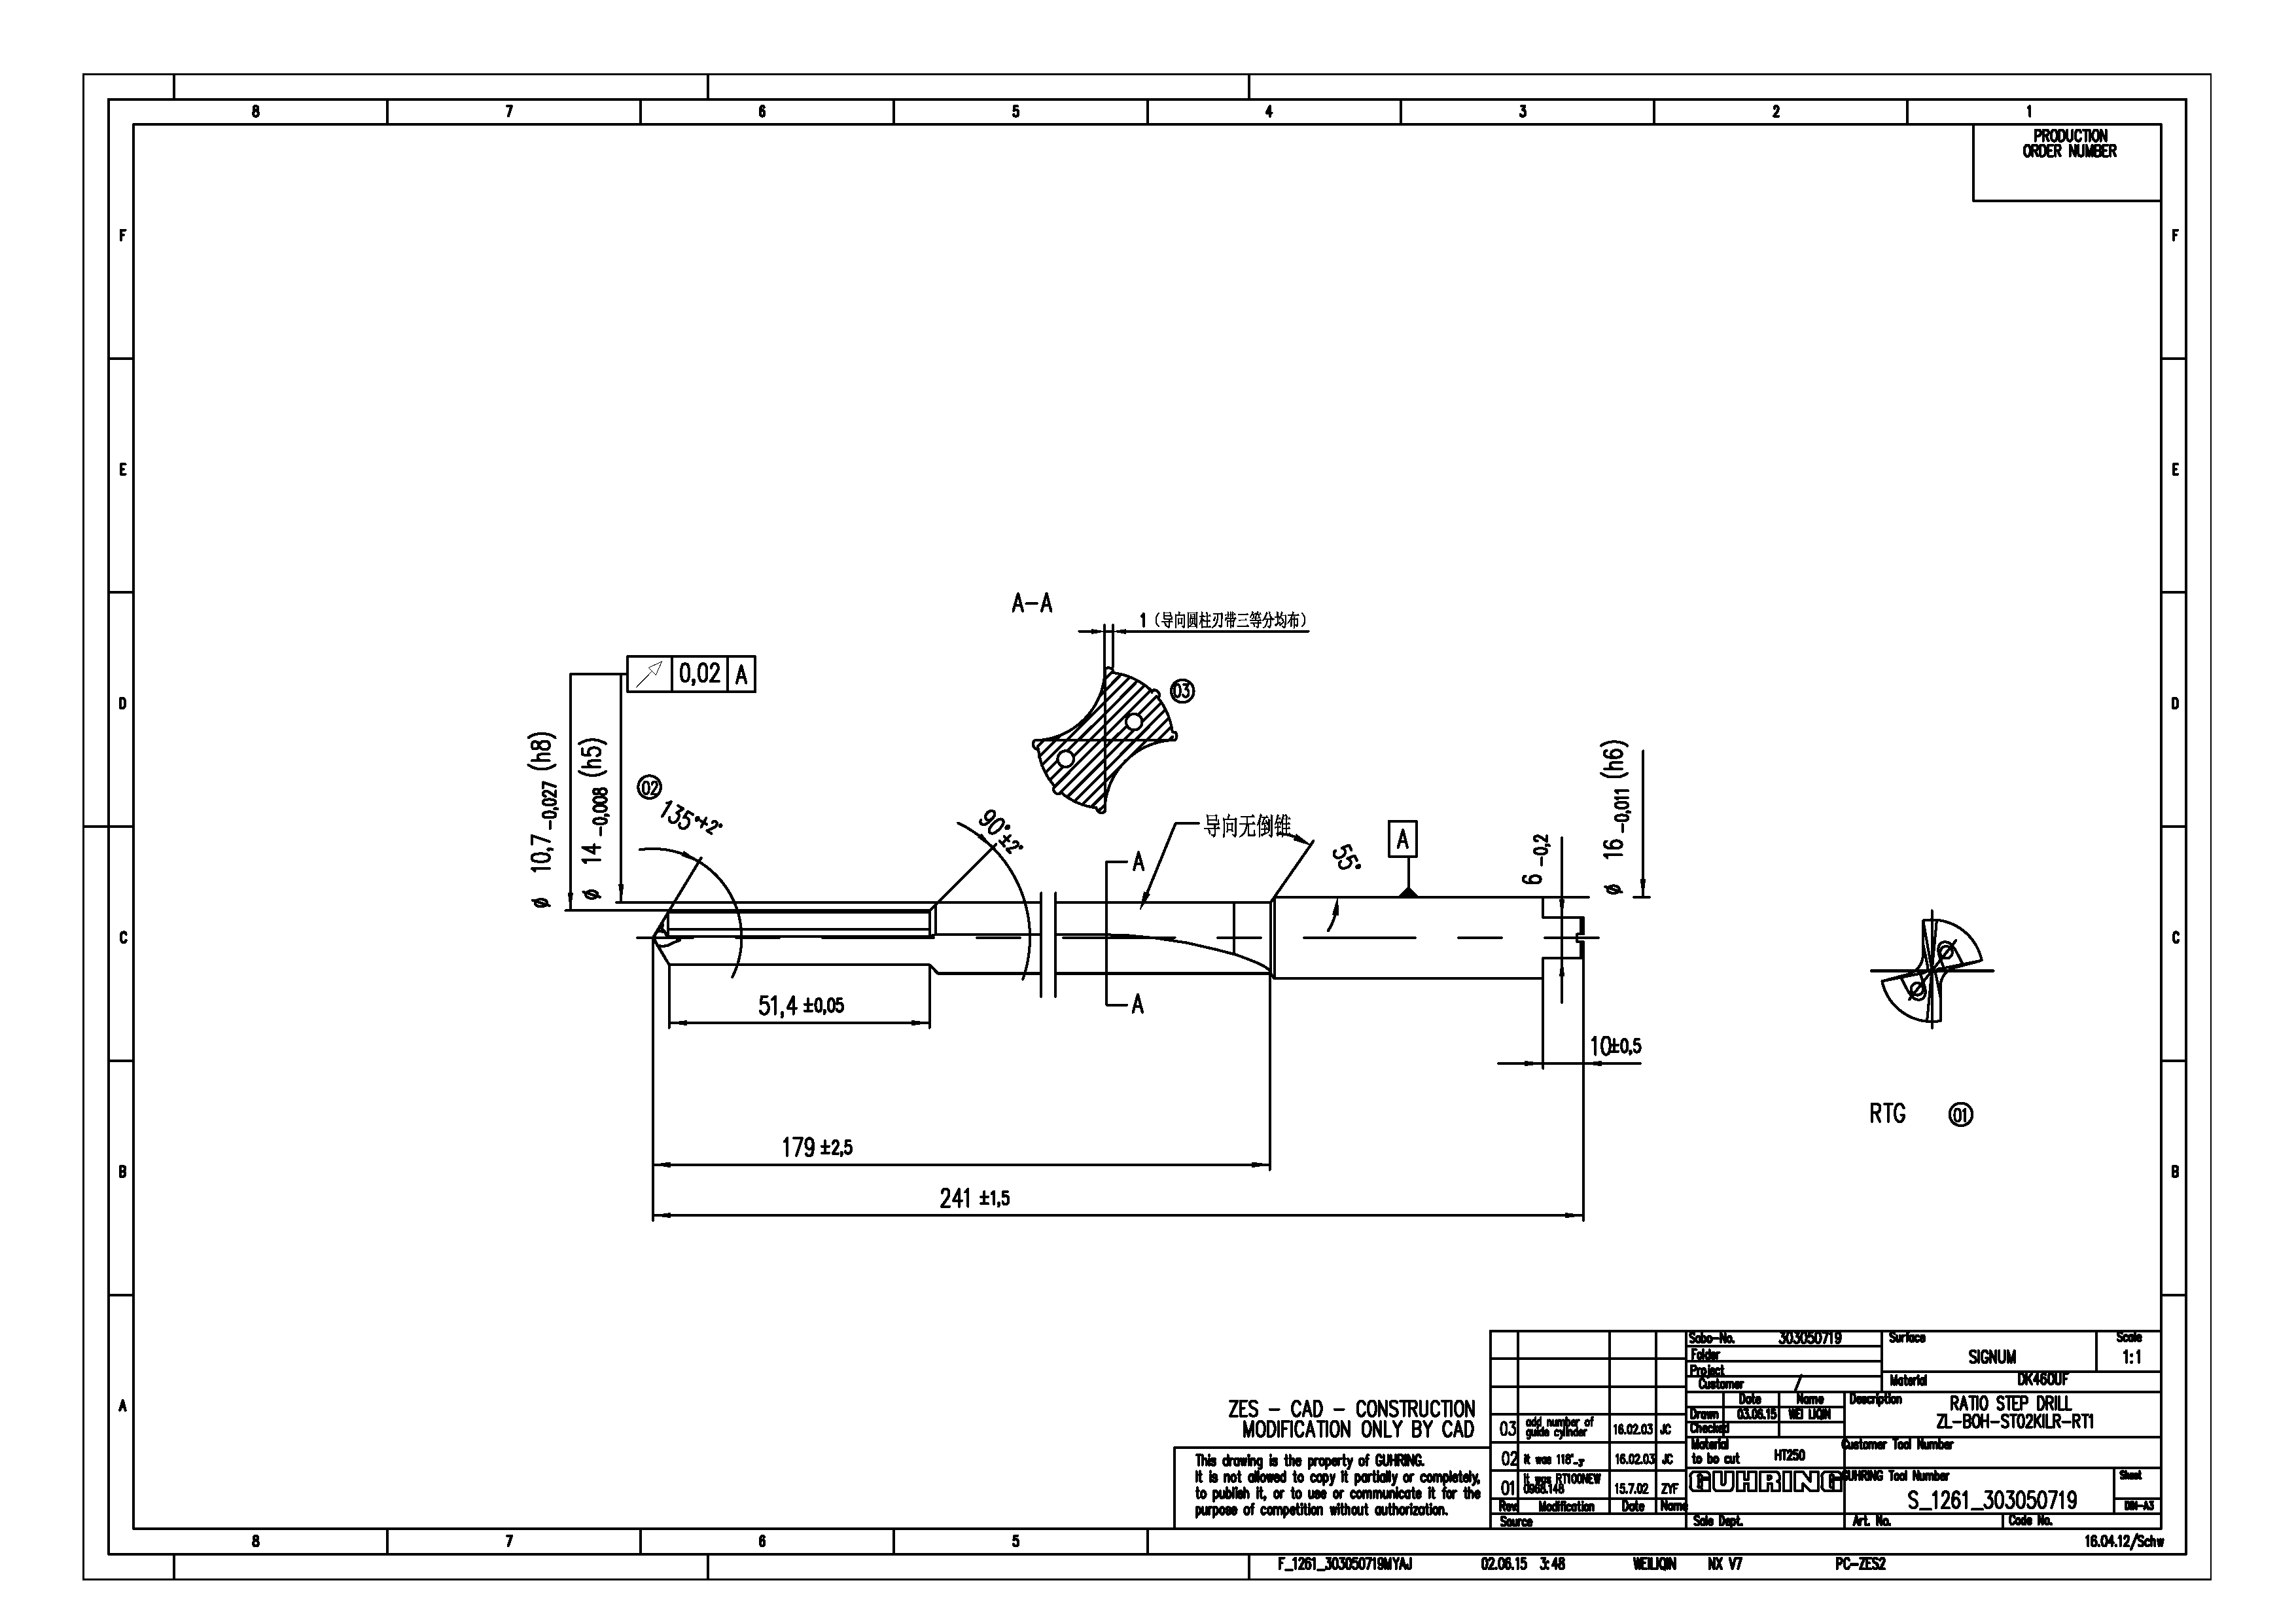 8 7 6 5 4 3 2 1
PRODUCTION
ORDER NUMBER
F F
E E
A-A
1（导向圆柱刃带三等分均布）
0,02 A
03
D D
ø 10,7 -0,027 (h8)
ø 14 -0,008 (h5)
02
135°+2°
90°±2°
A
导向无倒锥
55°
A
6 -0,2
ø 16 -0,011 (h6)
C C
51,4 ±0,05
A
10±0,5
RTG 01
179 ±2,5
B B
241 ±1,5
A
ZES - CAD - CONSTRUCTION
MODIFICATION ONLY BY CAD
This drawing is the property of GUHRING.
It is not allowed to copy it partially or completely,
to publish it, or to use or communicate it for the
purpose of competition without authorization.
03 add number of guide cylinder 16.02.03 JC
02 it was 118°-3° 16.02.03 JC
01 it was RT100NEW 0968.148 15.7.02 ZYF
Rev Modification Date Name
Source
Sabo-No. 303050719
Folder
Project
Customer /
Date Name
Drawn 03.06.15 WEI LIQIN
Checked
Material to be cut HT250
GUHRING
Sale Dept.
Surface SIGNUM
Scale 1:1
Material DK460UF
Description RATIO STEP DRILL
ZL-BOH-ST02KILR-RT1
Customer Tool Number
GUHRING Tool Number
S_1261_303050719
Sheet
DIN-A3
Art. No. Code No.
8 7 6 5
16.04.12/Schw
F_1261_303050719MYAJ 02.06.15 3:48 WEILIQIN NX V7 PC-ZES2